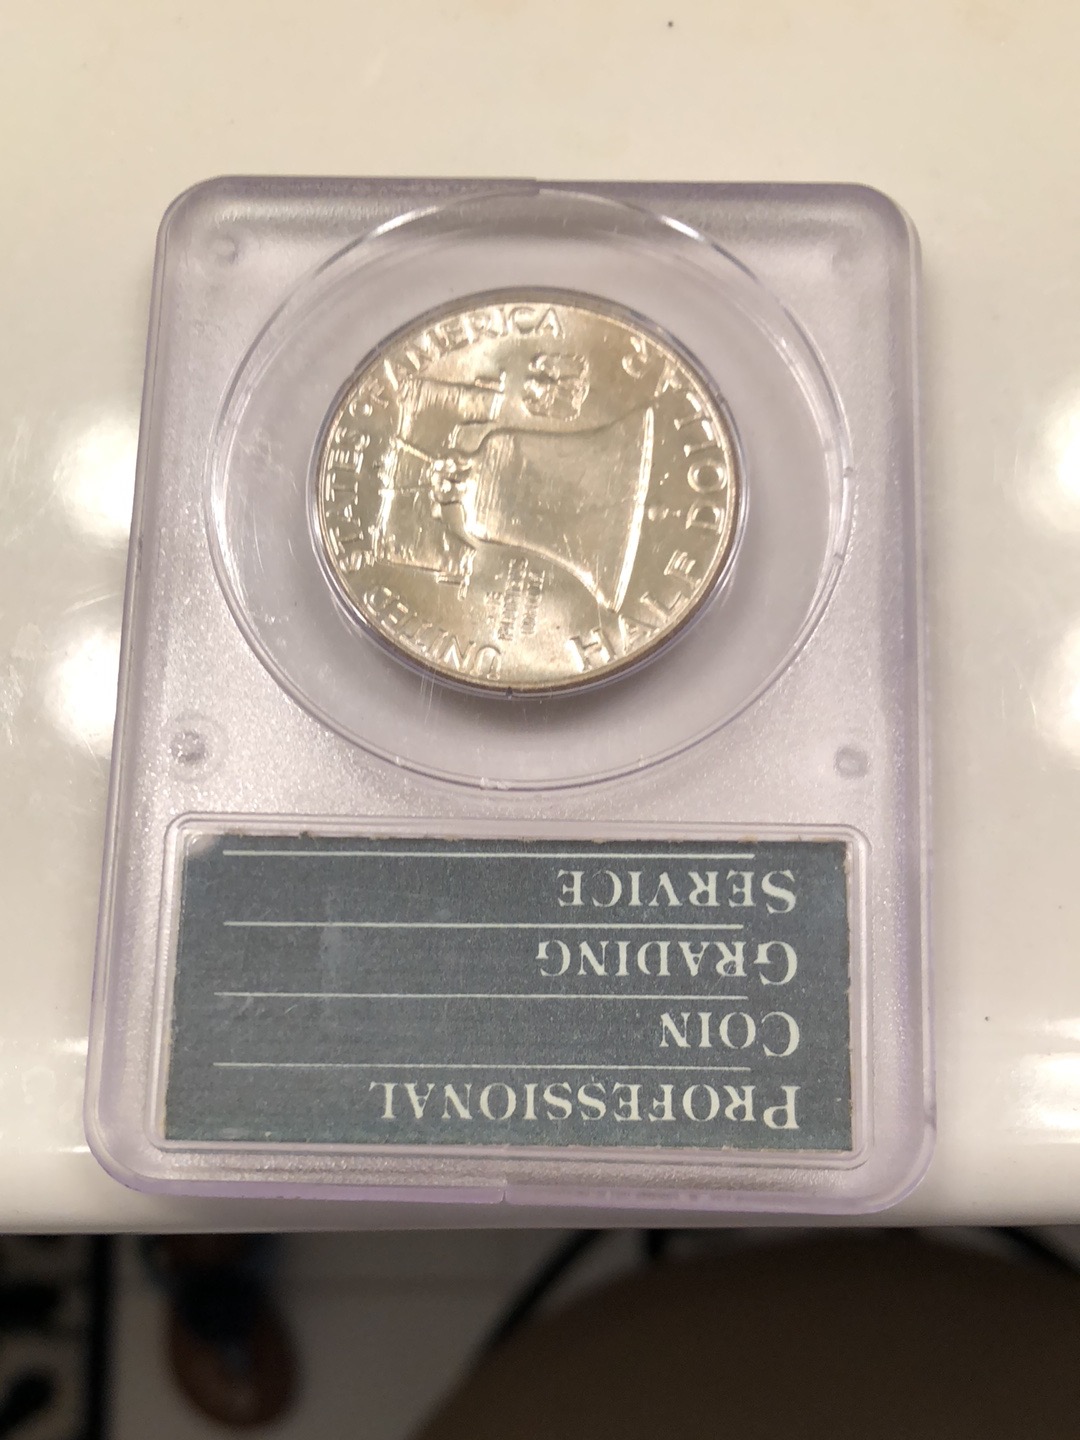 UNITED STATES OF AMERICA
HALF DOLLAR
PROFESSIONAL
COIN
GRADING
SERVICE